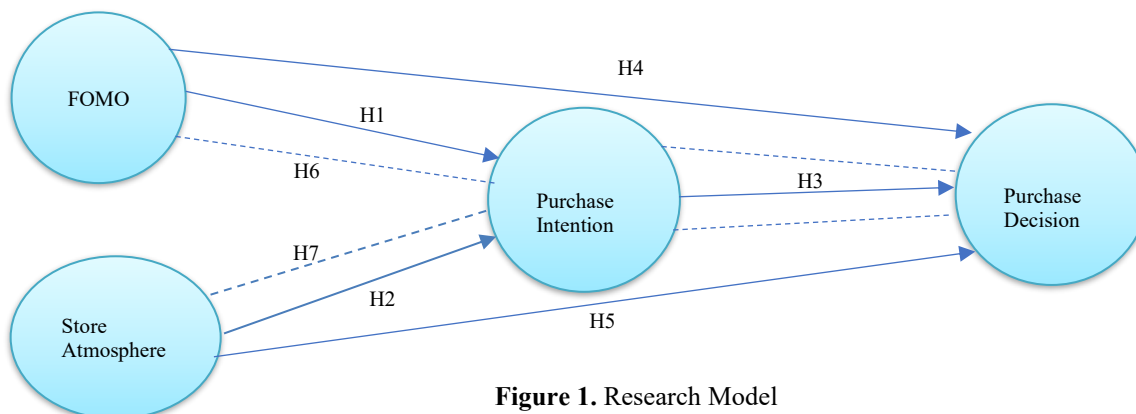 H4
FOMO
H1
H6
Purchase
Intention
H3
Purchase
Decision
H7
H2
Store
Atmosphere
H5
Figure 1. Research Model